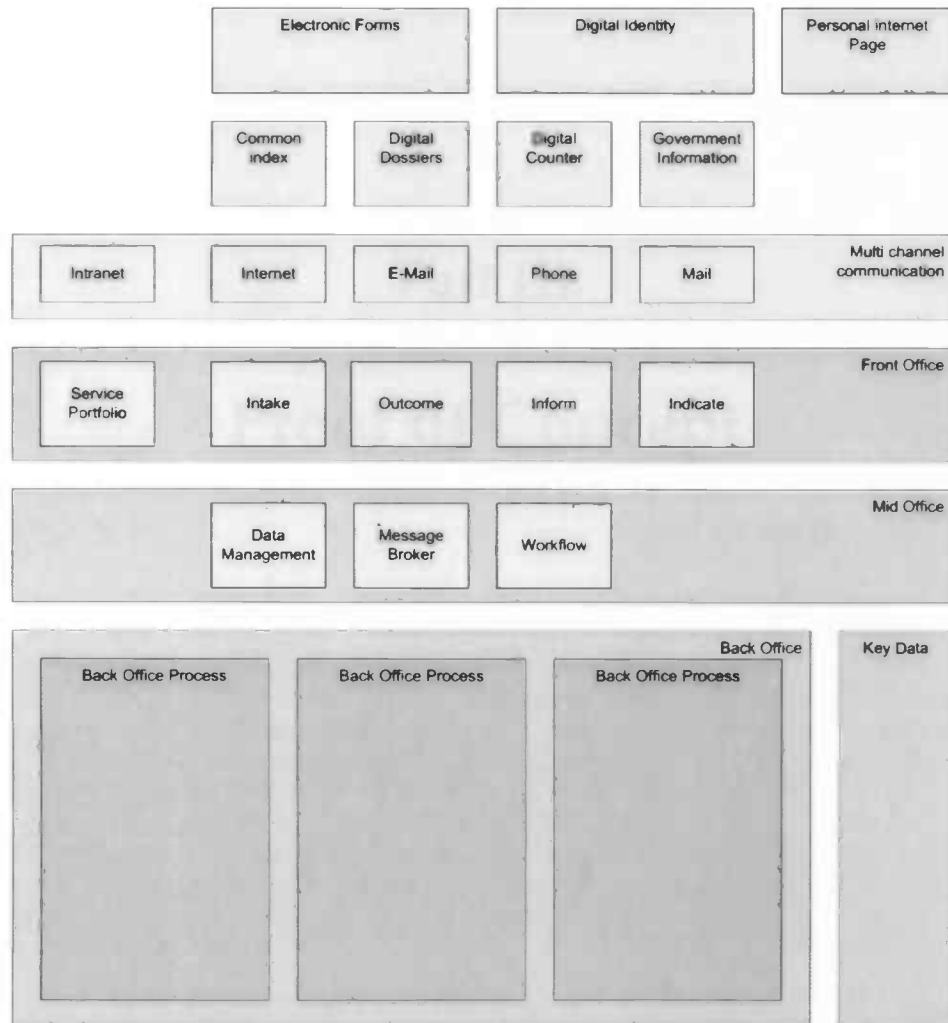 Electronic Forms
Digital Identity
Personal Internet
Page
Common
index
Digital
Dossiers
Digital
Counter
Government
Information
Multi channel
communication
Intranet
Internet
E-Mail
Phone
Mail
Front Office
Service
Portfolio
Intake
Outcome
Inform
Indicate
Mid Office
Data
Management
Message
Broker
Workflow
Back Office
Key Data
Back Office Process
Back Office Process
Back Office Process